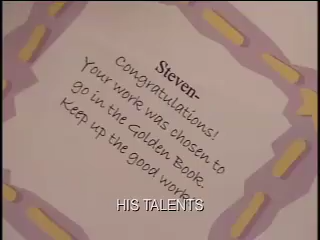 Steven-
Congratulations!
Your work was chosen to
go in the Golden Book.
Keep up the good work.
HIS TALENTS